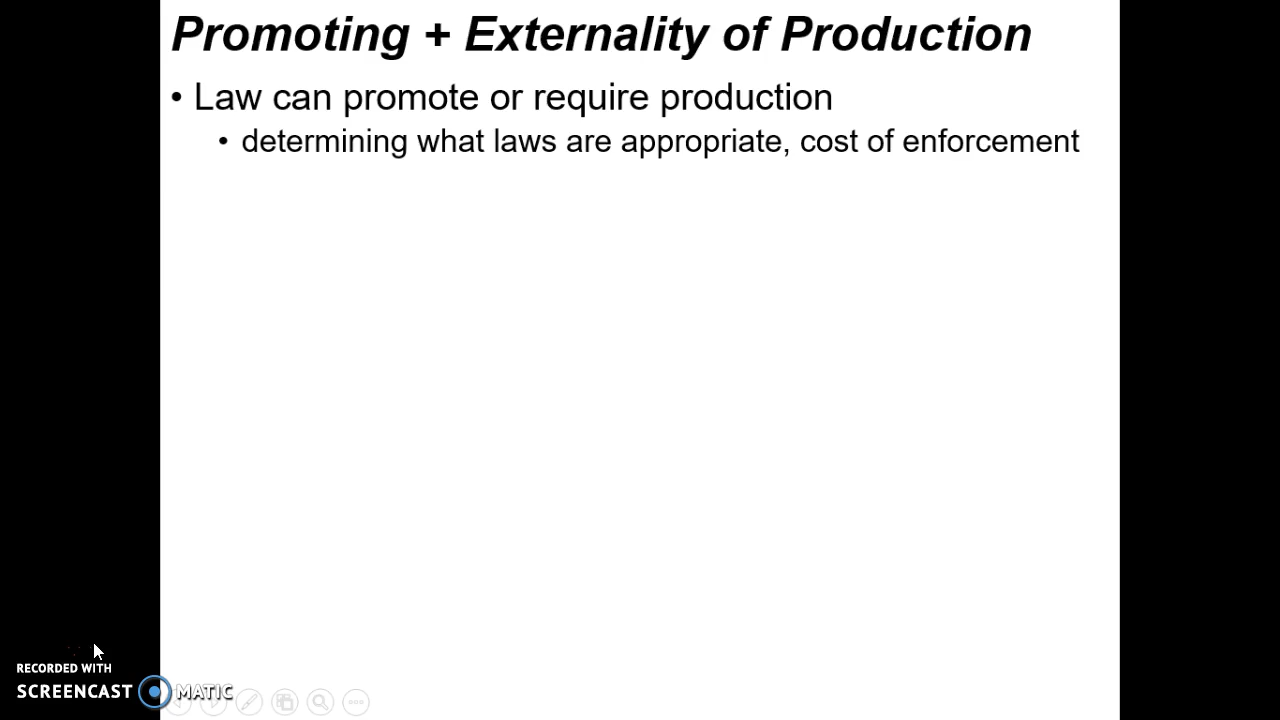 Promoting + Externality of Production
• Law can promote or require production
• determining what laws are appropriate, cost of enforcement
RECORDED WITH
SCREENCAST MATIC